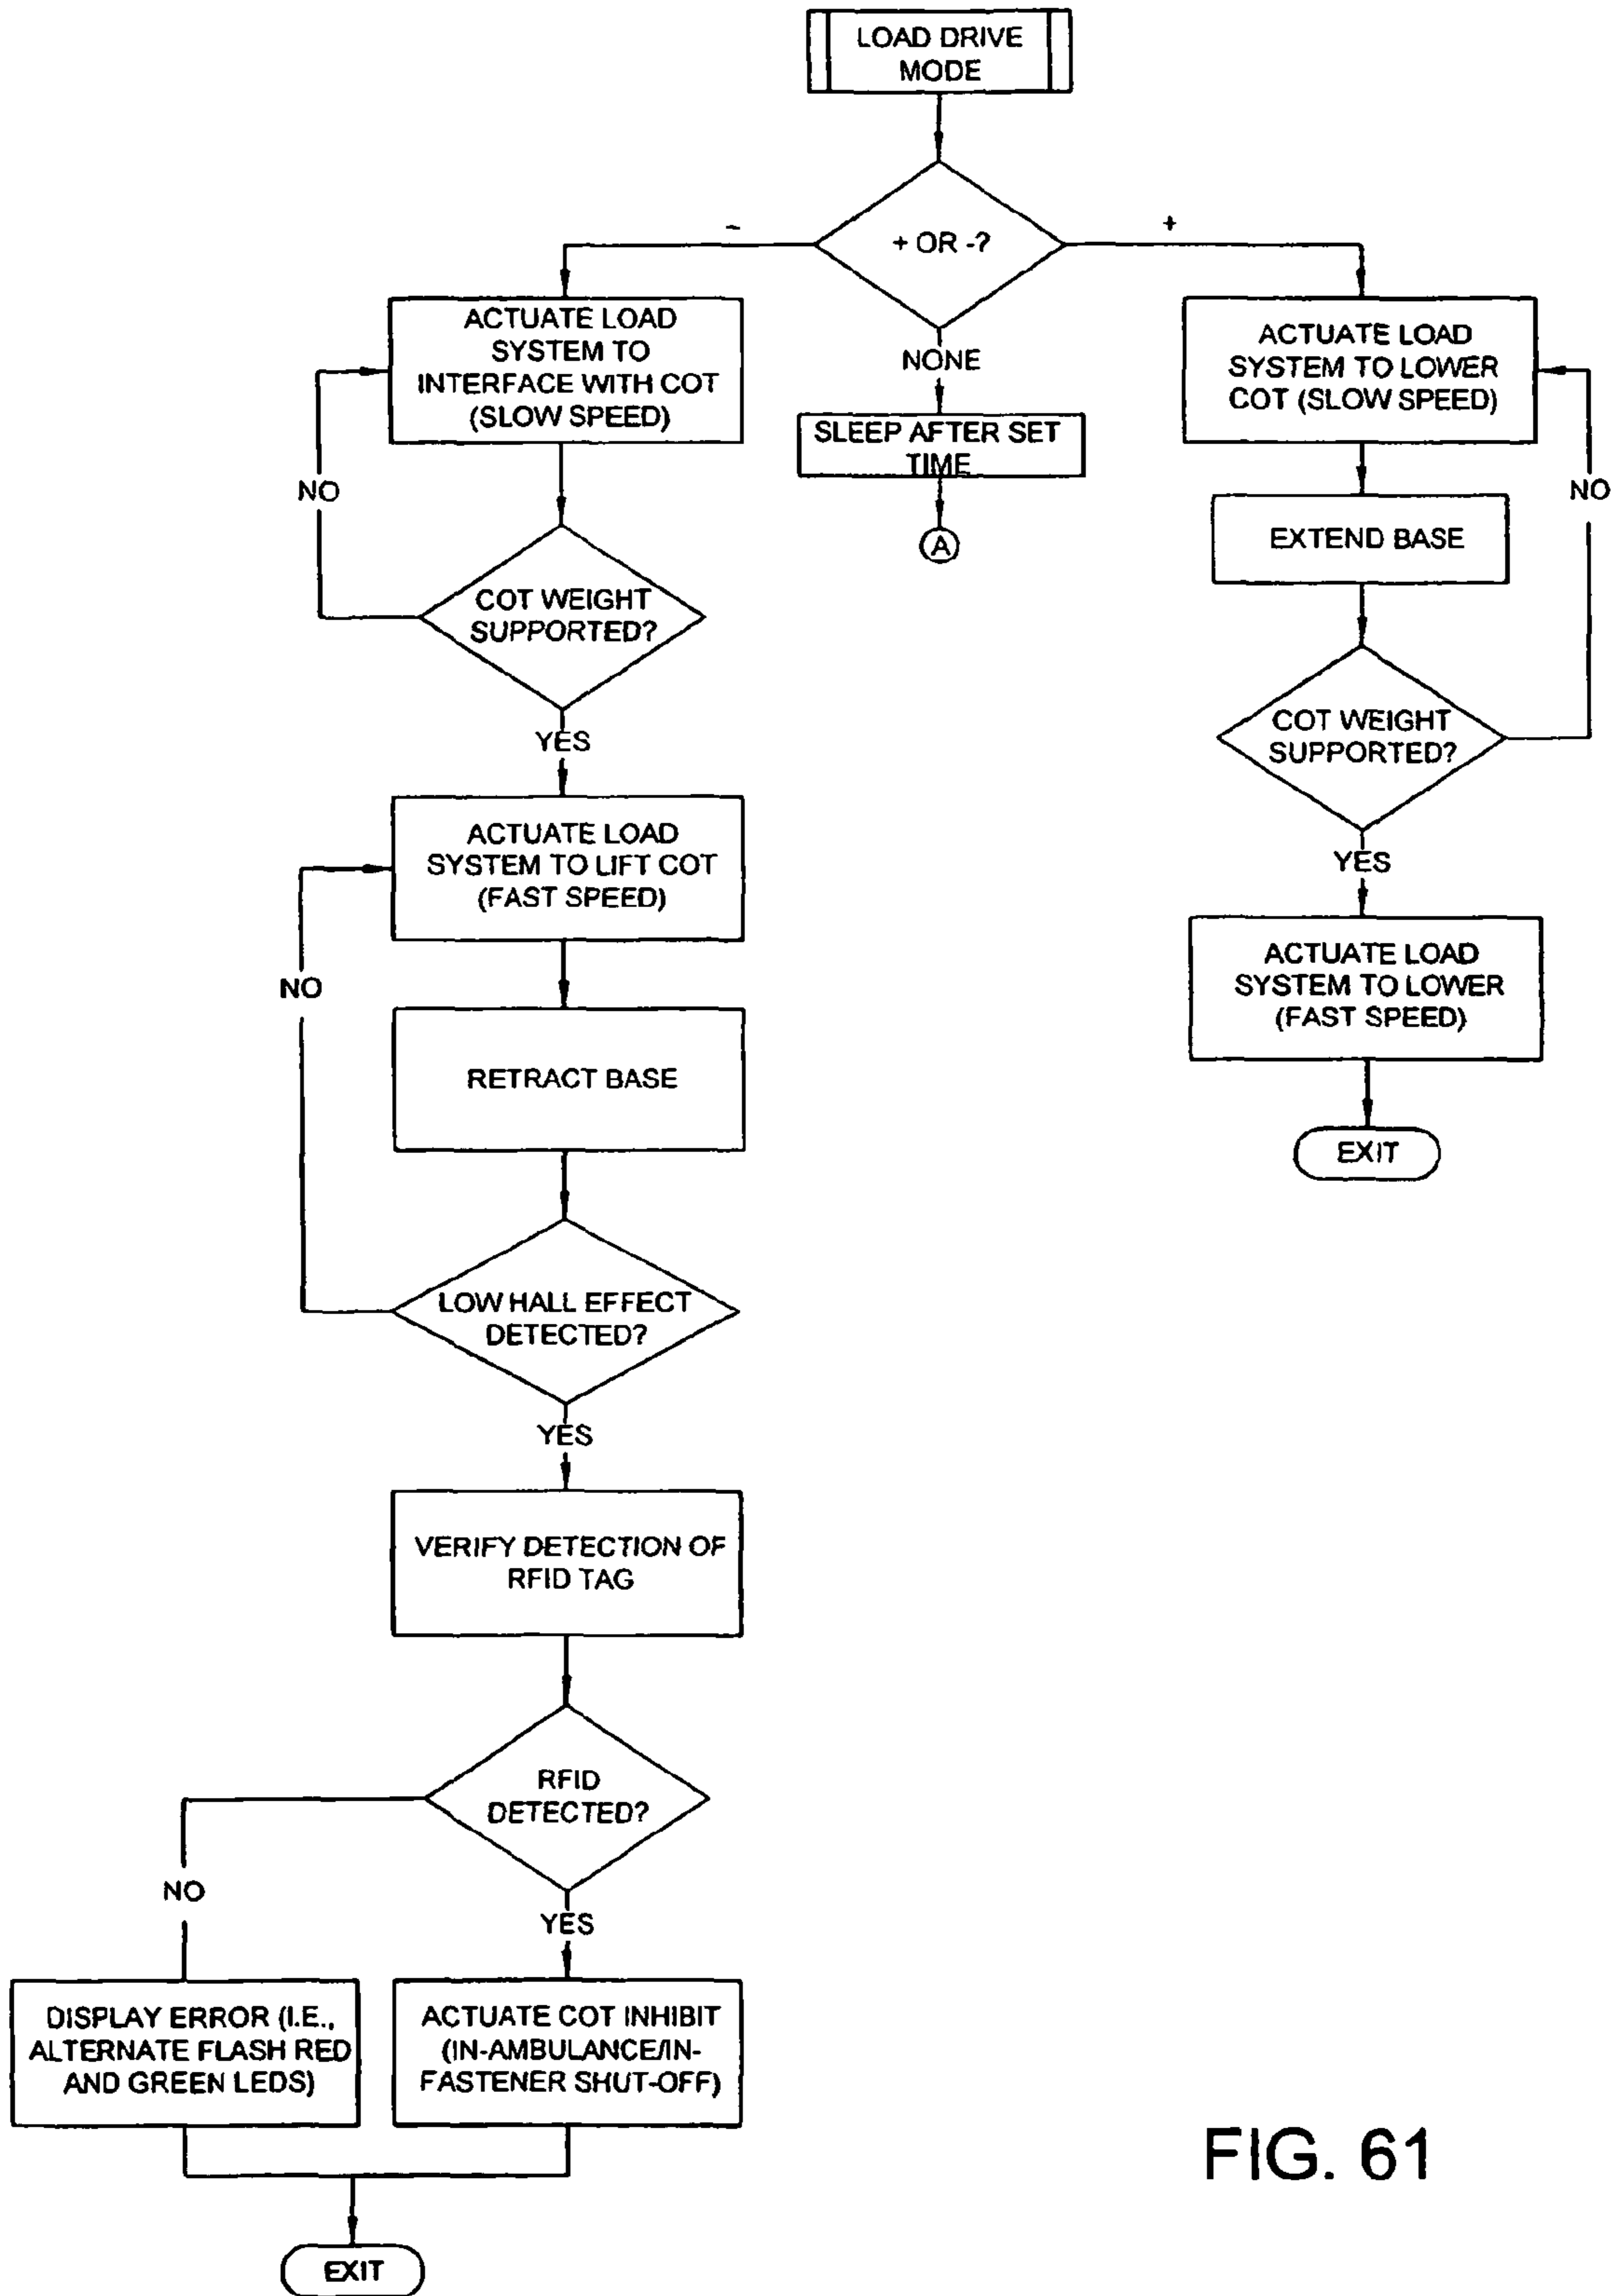 LOAD DRIVE
MODE
+ OR -?
-
+
NONE
SLEEP AFTER SET
TIME
A
ACTUATE LOAD
SYSTEM TO
INTERFACE WITH COT
(SLOW SPEED)
NO
COT WEIGHT
SUPPORTED?
YES
ACTUATE LOAD
SYSTEM TO LIFT COT
(FAST SPEED)
NO
RETRACT BASE
LOW HALL EFFECT
DETECTED?
YES
VERIFY DETECTION OF
RFID TAG
RFID
DETECTED?
NO
YES
DISPLAY ERROR (I.E.,
ALTERNATE FLASH RED
AND GREEN LEDS)
ACTUATE COT INHIBIT
(IN-AMBULANCE/IN-
FASTENER SHUT-OFF)
EXIT
ACTUATE LOAD
SYSTEM TO LOWER
COT (SLOW SPEED)
NO
EXTEND BASE
COT WEIGHT
SUPPORTED?
YES
ACTUATE LOAD
SYSTEM TO LOWER
(FAST SPEED)
EXIT
FIG. 61